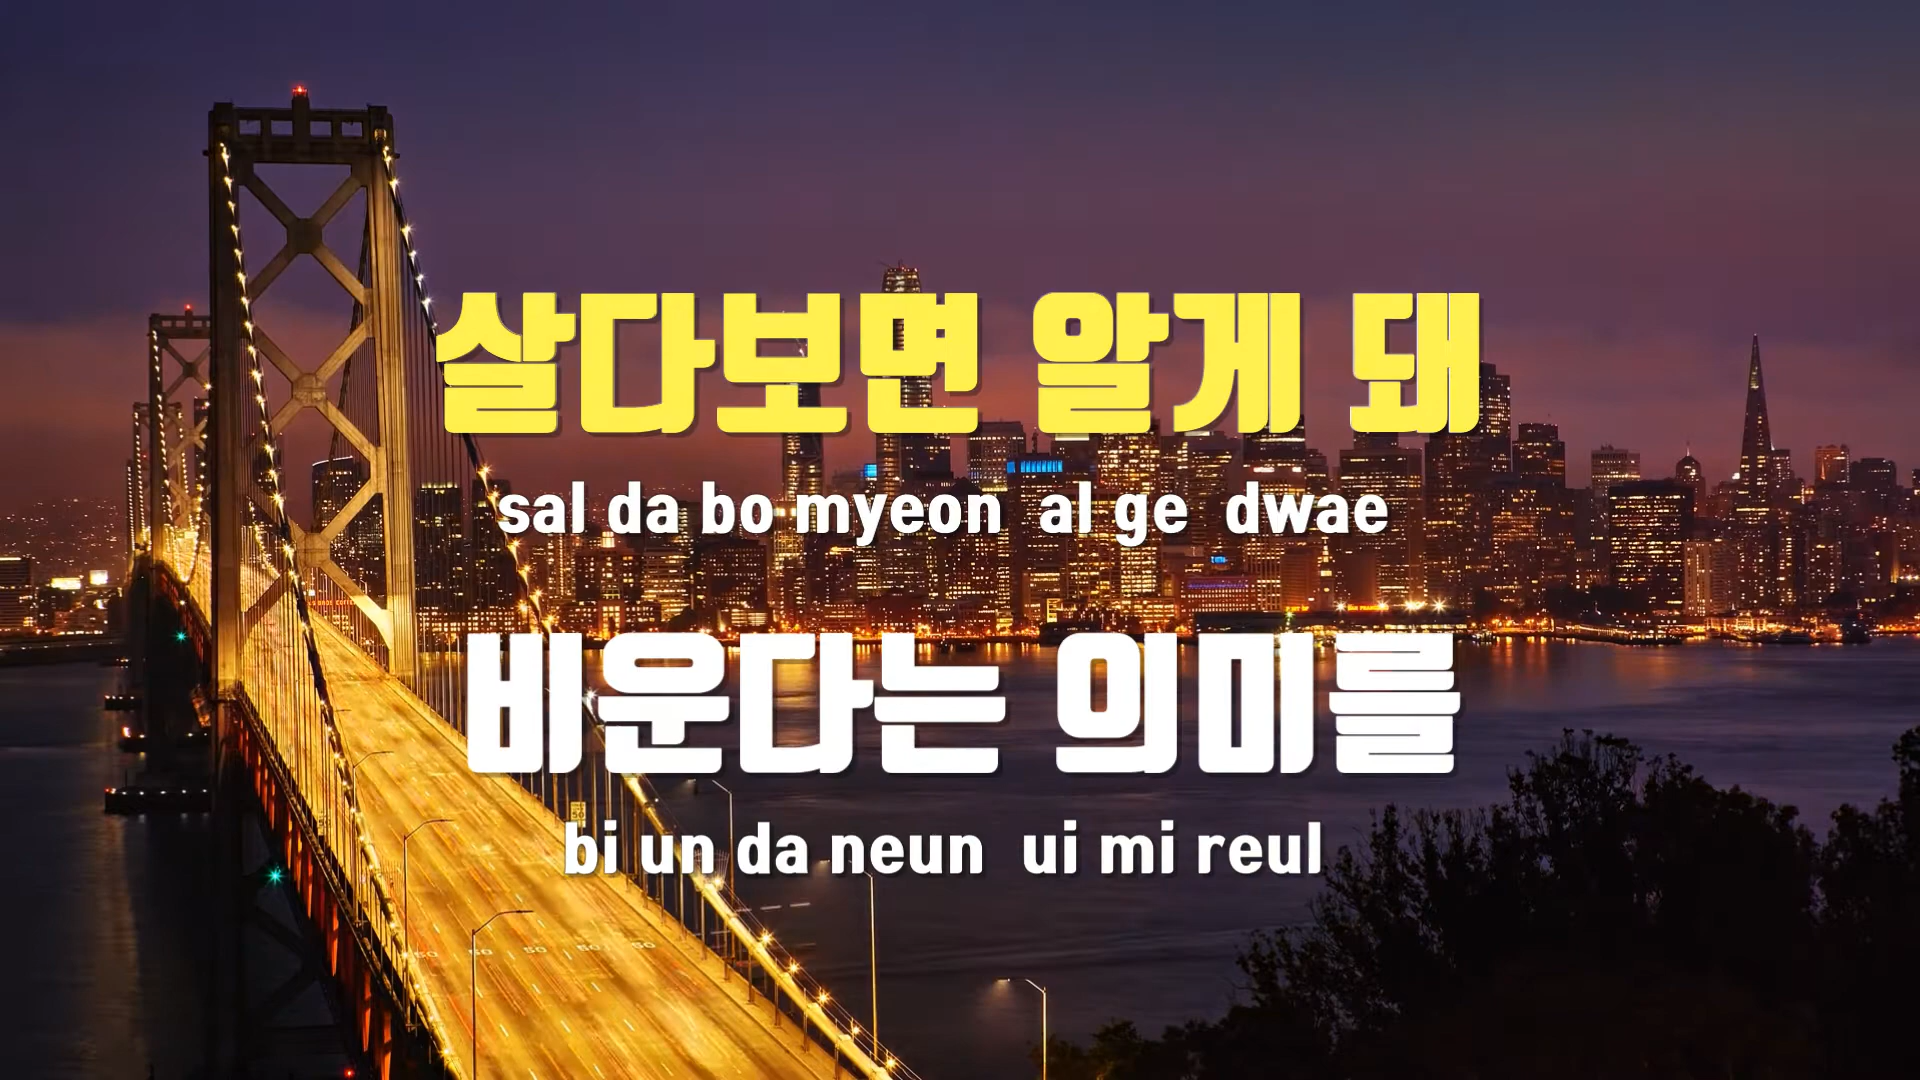 살다보면 알게 돼
sal da bo myeon al ge dwae
비운다는 의미를
bi un da neun ui mi reul